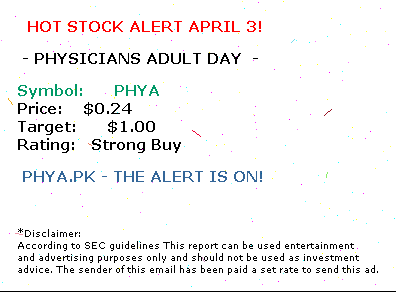 HOT STOCK ALERT APRIL 3!
- PHYSICIANS ADULT DAY -
Symbol: PHYA
Price: $0.24
Target: $1.00
Rating: Strong Buy
PHYA.PK - THE ALERT IS ON!
*Disclaimer:
According to SEC guidelines This report can be used entertainment
and advertising purposes only and should not be used as investment
advice. The sender of this email has been paid a set rate to send this ad.